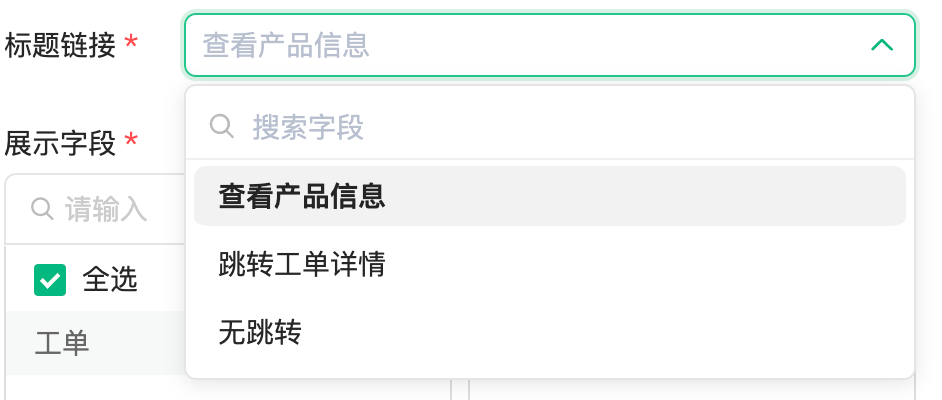 标题链接 * 查看产品信息
搜索字段
展示字段 *
查看产品信息
请输入
跳转工单详情
全选
无跳转
工单